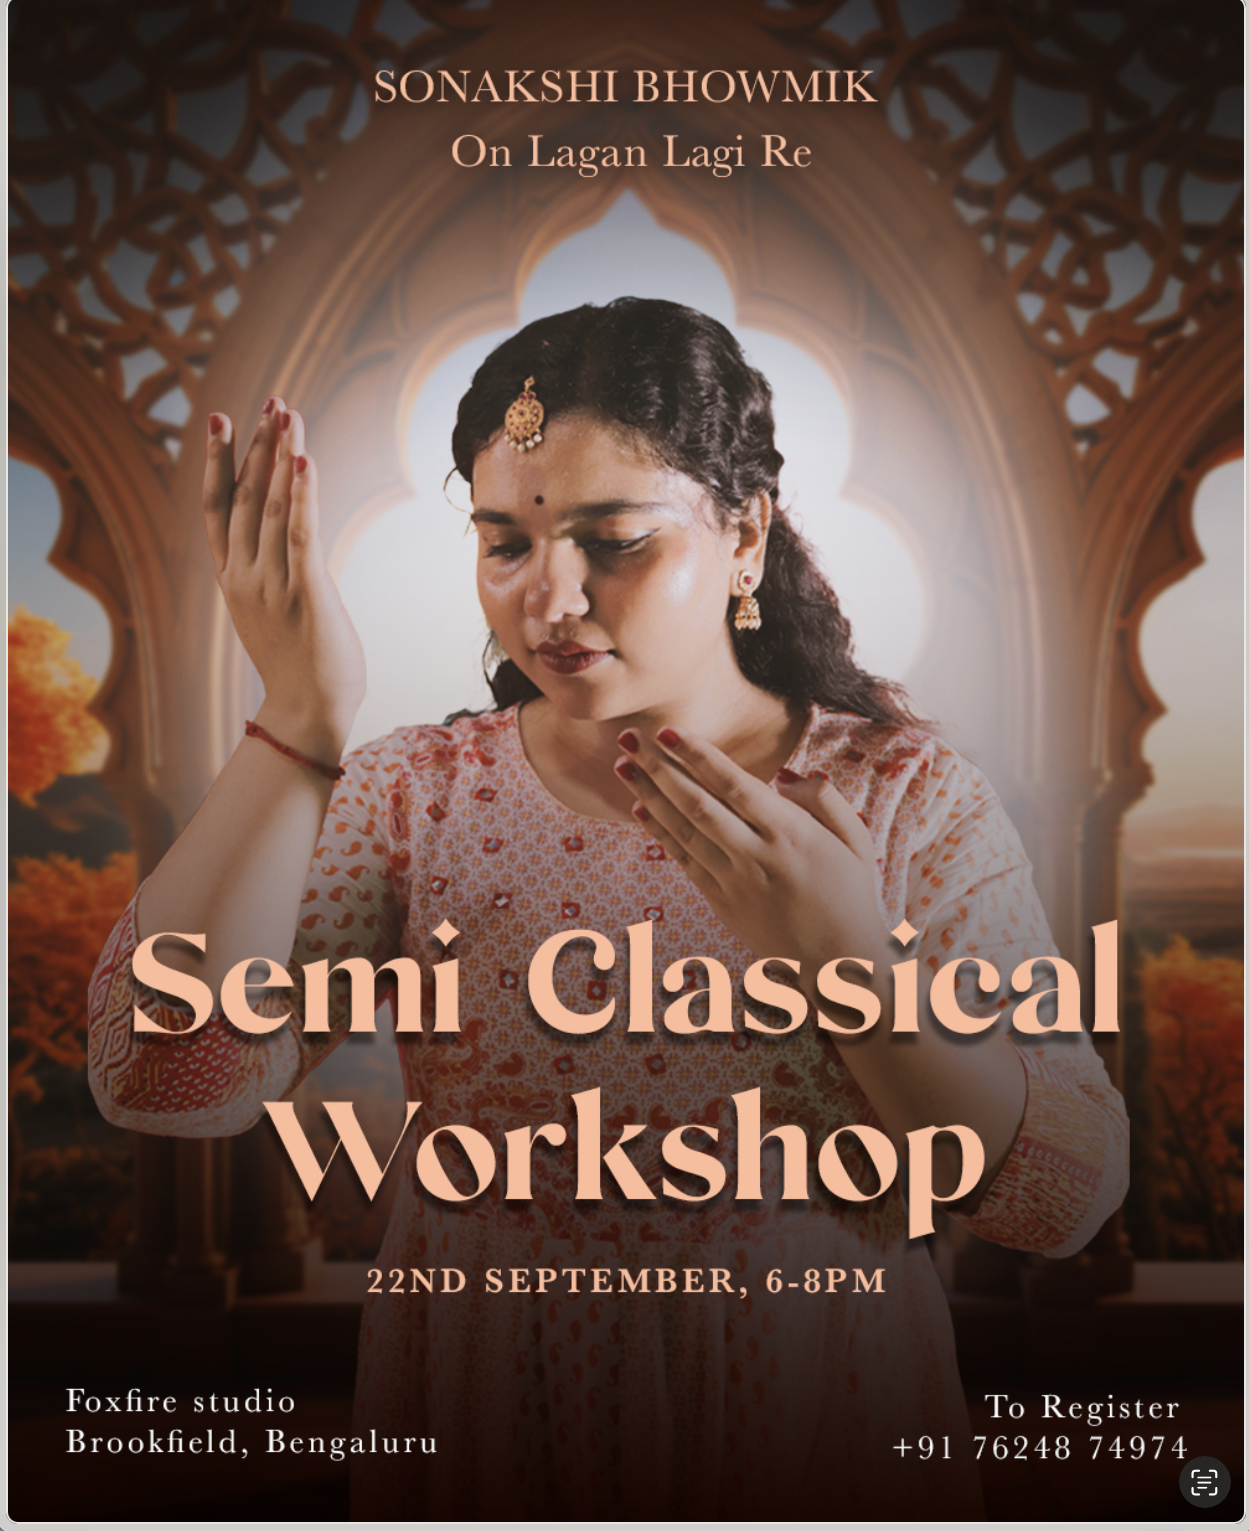 SONAKSHI BHOWMIK
On Lagan Lagi Re
Semi Classical
Workshop
22ND SEPTEMBER, 6-8PM
Foxfire studio
Brookfield, Bengaluru
To Register
+91 76248 74974